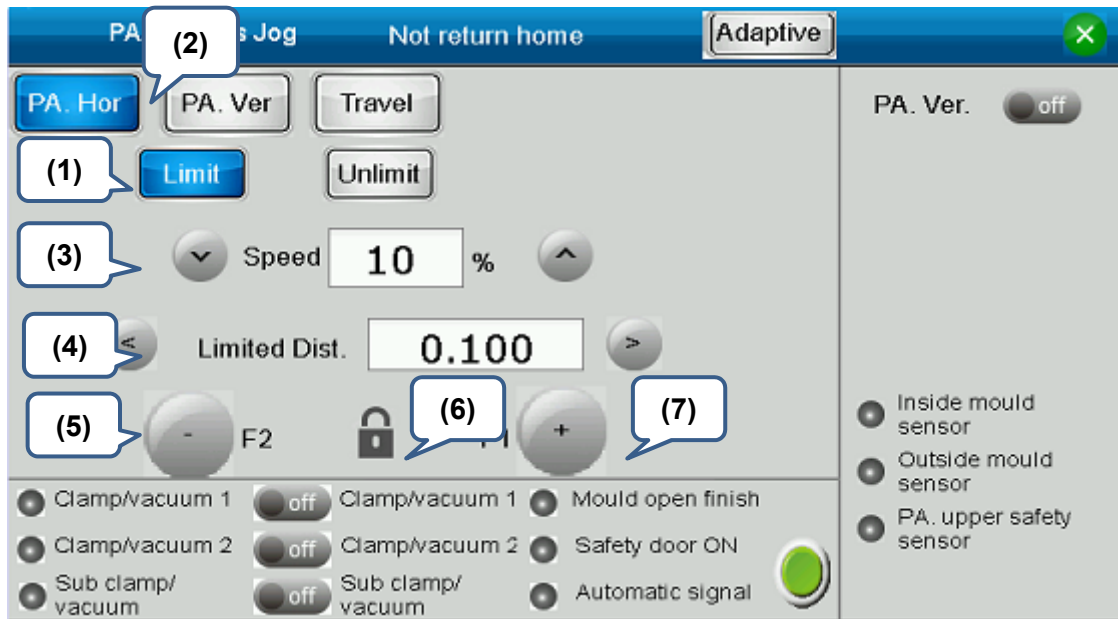 PA. s Jog Not return home Adaptive
(2)
PA. Hor PA. Ver Travel
PA. Ver. off
(1) Limit Unlimit
(3) Speed 10 %
(4) < Limited Dist. 0.100 >
(5) - F2 (6) + (7)
Inside mould
sensor
Outside mould
sensor
PA. upper safety
sensor
Clamp/vacuum 1 off Clamp/vacuum 1 Mould open finish
Clamp/vacuum 2 off Clamp/vacuum 2 Safety door ON
Sub clamp/
vacuum
off
Sub clamp/
vacuum
Automatic signal